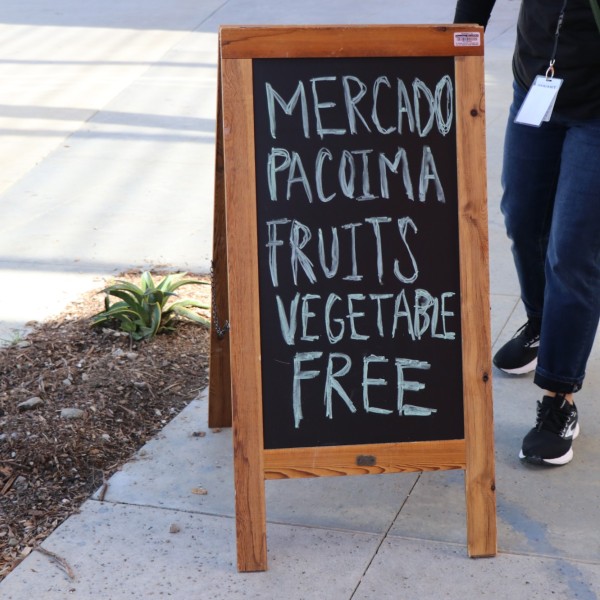 MERCADO
PACOIMA
FRUITS
VEGETABLE
FREE